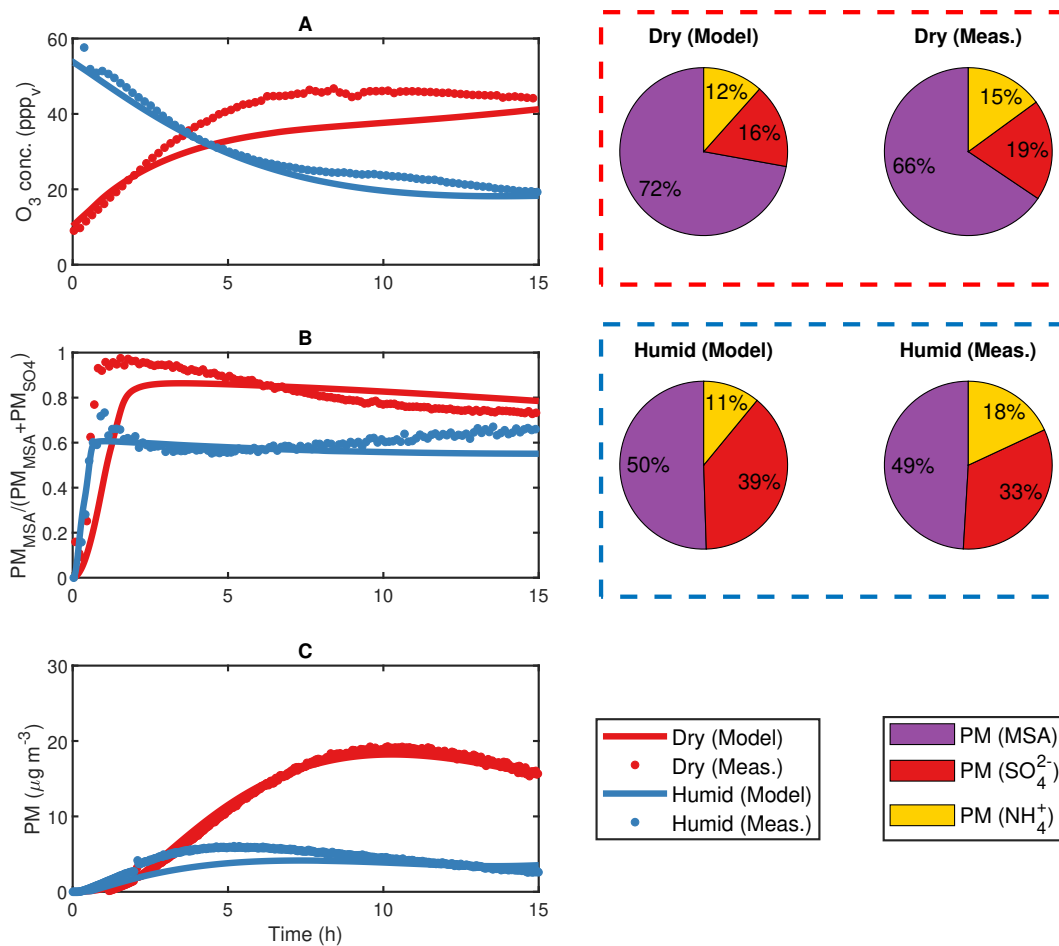 A
O₃ conc. (pppᵥ)
60
40
20
0
0 5 10 15
B
PM_MSA/(PM_MSA+PM_SO4)
1
0.8
0.6
0.4
0.2
0
0 5 10 15
C
PM (μg m⁻³)
30
20
10
0
0 5 10 15
Time (h)
Dry (Model)
12%
16%
72%
Dry (Meas.)
15%
19%
66%
Humid (Model)
11%
39%
50%
Humid (Meas.)
18%
33%
49%
Dry (Model)
Dry (Meas.)
Humid (Model)
Humid (Meas.)
PM (MSA)
PM (SO₄²⁻)
PM (NH₄⁺)